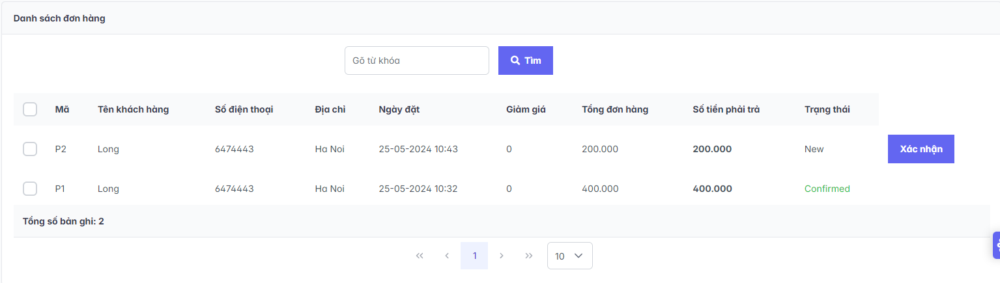 Danh sách đơn hàng
Gõ từ khóa Tìm
Mã Tên khách hàng Số điện thoại Địa chỉ Ngày đặt Giảm giá Tổng đơn hàng Số tiền phải trả Trạng thái
P2 Long 6474443 Ha Noi 25-05-2024 10:43 0 200.000 200.000 New Xác nhận
P1 Long 6474443 Ha Noi 25-05-2024 10:32 0 400.000 400.000 Confirmed
Tổng số bản ghi: 2
1 10